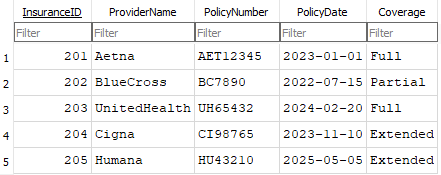 InsuranceID ProviderName PolicyNumber PolicyDate Coverage
Filter Filter Filter Filter Filter
1 201 Aetna AET12345 2023-01-01 Full
2 202 BlueCross BC7890 2022-07-15 Partial
3 203 UnitedHealth UH65432 2024-02-20 Full
4 204 Cigna CI98765 2023-11-10 Extended
5 205 Humana HU43210 2025-05-05 Extended